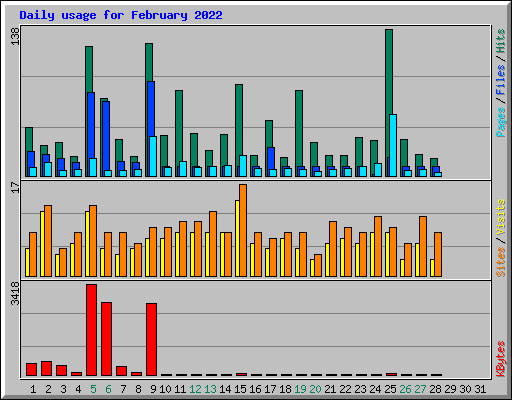 Daily usage for February 2022
138
Pages / Files / Hits
17
Sites / Visits
3418
KBytes
1 2 3 4 5 6 7 8 9 10 11 12 13 14 15 16 17 18 19 20 21 22 23 24 25 26 27 28 29 30 31